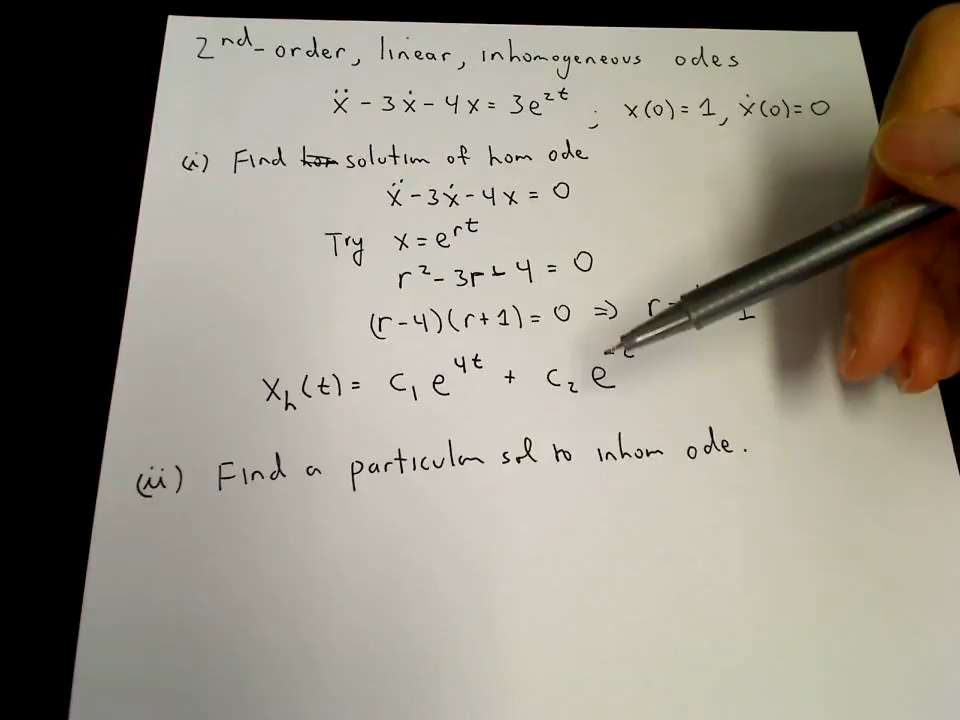 2nd-order, linear, inhomogeneous odes
ẍ - 3ẋ - 4x = 3e^{2t} ; x(0)=1, ẋ(0)=0
(i) Find solution of hom ode
ẍ - 3ẋ - 4x = 0
Try x = e^{rt}
r² - 3r - 4 = 0
(r-4)(r+1) = 0 ⇒ r
x_h(t) = c₁ e^{4t} + c₂ e^{-t}
(ii) Find a particular sol to inhom ode.